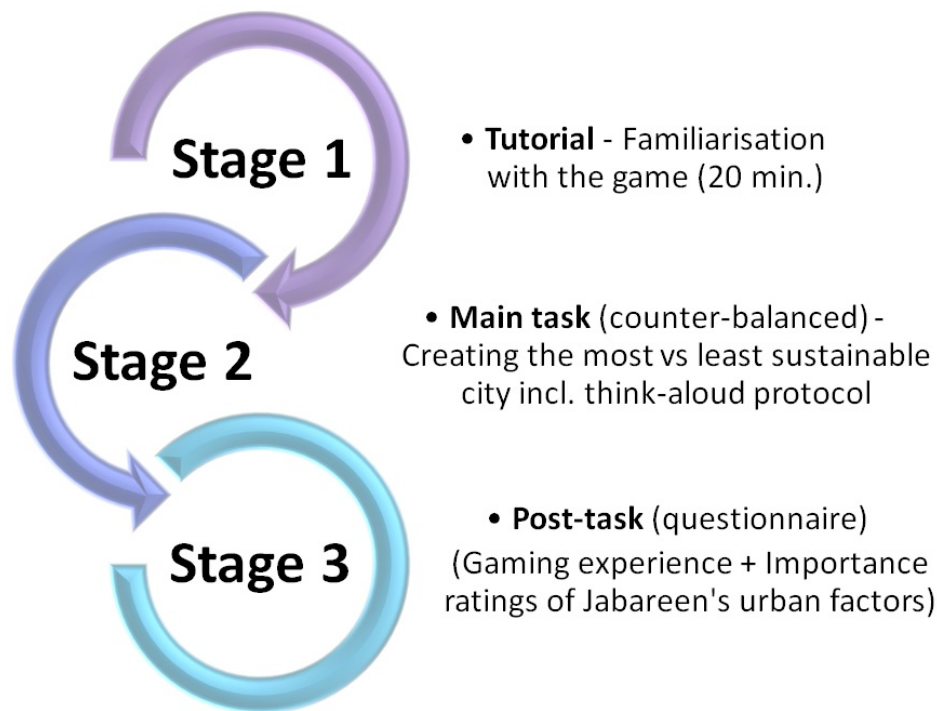 Stage 1
• Tutorial - Familiarisation
with the game (20 min.)
Stage 2
• Main task (counter-balanced) -
Creating the most vs least sustainable
city incl. think-aloud protocol
Stage 3
• Post-task (questionnaire)
(Gaming experience + Importance
ratings of Jabareen's urban factors)